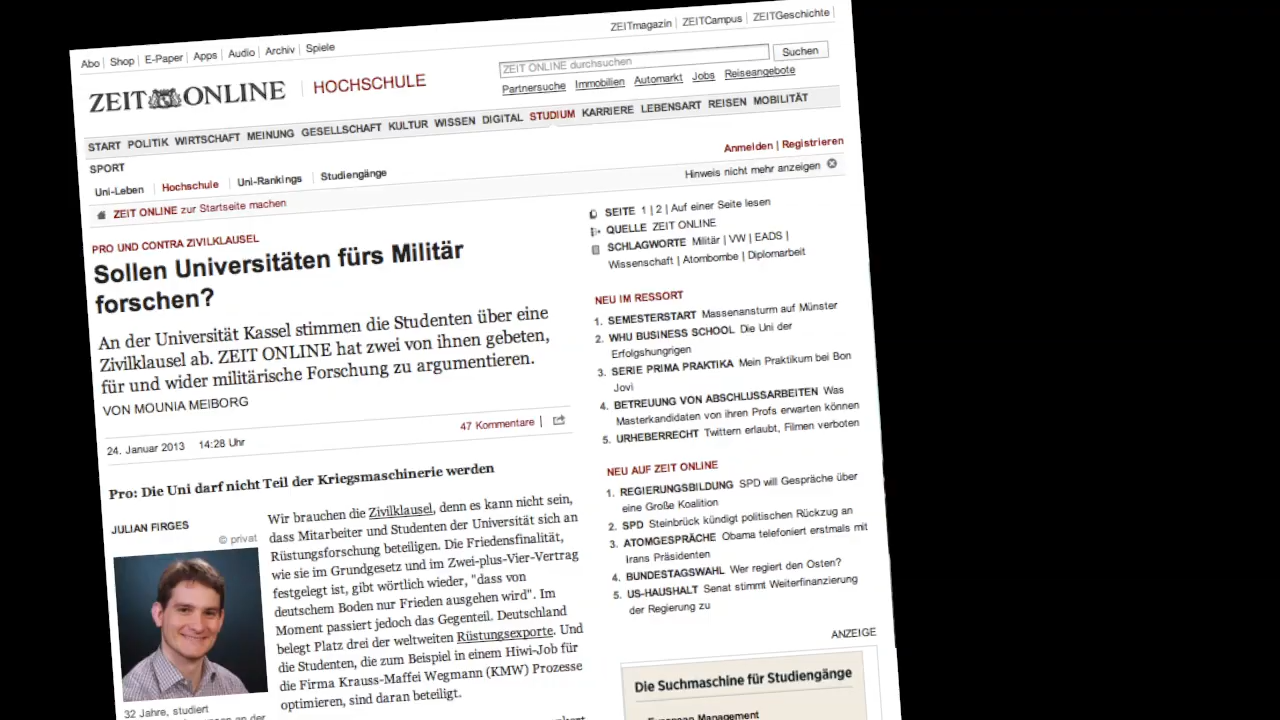 ZEITmagazin | ZEITCampus | ZEITGeschichte |
Abo | Shop | E-Paper | Apps | Audio | Archiv | Spiele
ZEIT ONLINE | HOCHSCHULE
ZEIT ONLINE durchsuchen
Suchen
Partnersuche Immobilien Automarkt Jobs Reiseangebote
START POLITIK WIRTSCHAFT MEINUNG GESELLSCHAFT KULTUR WISSEN DIGITAL STUDIUM KARRIERE LEBENSART REISEN MOBILITÄT
SPORT
Anmelden | Registrieren
Uni-Leben | Hochschule | Uni-Rankings | Studiengänge
ZEIT ONLINE zur Startseite machen
Hinweis nicht mehr anzeigen
PRO UND CONTRA ZIVILKLAUSEL
Sollen Universitäten fürs Militär
forschen?
An der Universität Kassel stimmen die Studenten über eine
Zivilklausel ab. ZEIT ONLINE hat zwei von ihnen gebeten,
für und wider militärische Forschung zu argumentieren.
VON MOUNIA MEIBORG
24. Januar 2013 14:28 Uhr
47 Kommentare |
Pro: Die Uni darf nicht Teil der Kriegsmaschinerie werden
JULIAN FIRGES
© privat
32 Jahre, studiert
Wir brauchen die Zivilklausel, denn es kann nicht sein,
dass Mitarbeiter und Studenten der Universität sich an
Rüstungsforschung beteiligen. Die Friedensfinalität,
wie sie im Grundgesetz und im Zwei-plus-Vier-Vertrag
festgelegt ist, gibt wörtlich wieder, "dass von
deutschem Boden nur Frieden ausgehen wird". Im
Moment passiert jedoch das Gegenteil. Deutschland
belegt Platz drei der weltweiten Rüstungsexporte. Und
die Studenten, die zum Beispiel in einem Hiwi-Job für
die Firma Krauss-Maffei Wegmann (KMW) Prozesse
optimieren, sind daran beteiligt.
SEITE 1 | 2 | Auf einer Seite lesen
QUELLE ZEIT ONLINE
SCHLAGWORTE Militär | VW | EADS |
Wissenschaft | Atombombe | Diplomarbeit
NEU IM RESSORT
1. SEMESTERSTART Massenansturm auf Münster
2. WHU BUSINESS SCHOOL Die Uni der
Erfolgshungrigen
3. SERIE PRIMA PRAKTIKA Mein Praktikum bei Bon
Jovi
4. BETREUUNG VON ABSCHLUSSARBEITEN Was
Masterkandidaten von ihren Profs erwarten können
5. URHEBERRECHT Twittern erlaubt, Filmen verboten
NEU AUF ZEIT ONLINE
1. REGIERUNGSBILDUNG SPD will Gespräche über
eine Große Koalition
2. SPD Steinbrück kündigt politischen Rückzug an
3. ATOMGESPRÄCHE Obama telefoniert erstmals mit
Irans Präsidenten
4. BUNDESTAGSWAHL Wer regiert den Osten?
5. US-HAUSHALT Senat stimmt Weiterfinanzierung
der Regierung zu
ANZEIGE
Die Suchmaschine für Studiengänge
European Management